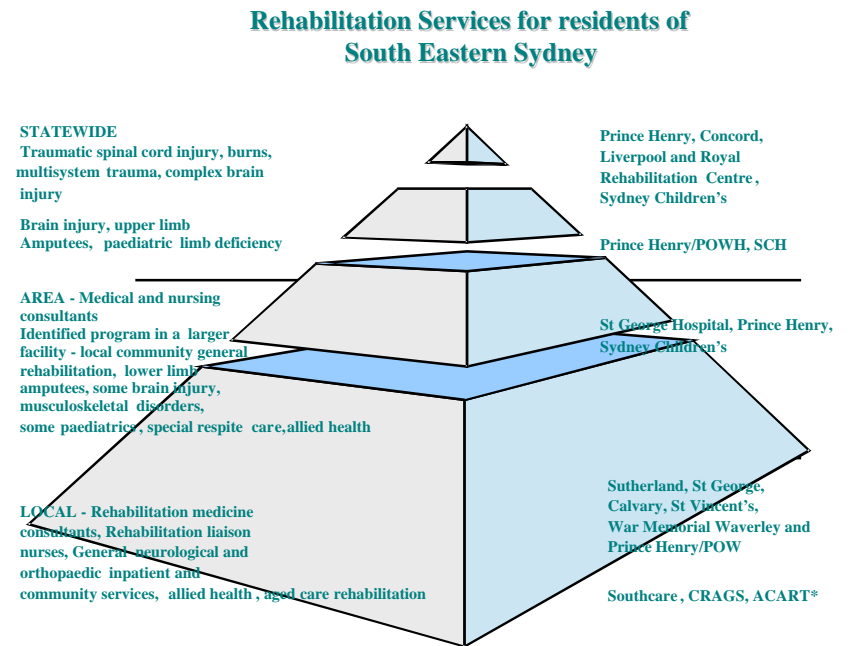 Rehabilitation Services for residents of
South Eastern Sydney
STATEWIDE
Traumatic spinal cord injury, burns,
multisystem trauma, complex brain
injury
Brain injury, upper limb
Amputees, paediatric limb deficiency
Prince Henry, Concord,
Liverpool and Royal
Rehabilitation Centre,
Sydney Children's
Prince Henry/POWH, SCH
AREA - Medical and nursing
consultants
Identified program in a larger
facility - local community general
rehabilitation, lower limb
amputees, some brain injury,
musculoskeletal disorders,
some paediatrics, special respite care,allied health
St George Hospital, Prince Henry,
Sydney Children's
LOCAL - Rehabilitation medicine
consultants, Rehabilitation liaison
nurses, General neurological and
orthopaedic inpatient and
community services, allied health, aged care rehabilitation
Sutherland, St George,
Calvary, St Vincent's,
War Memorial Waverley and
Prince Henry/POW
Southcare, CRAGS, ACART*